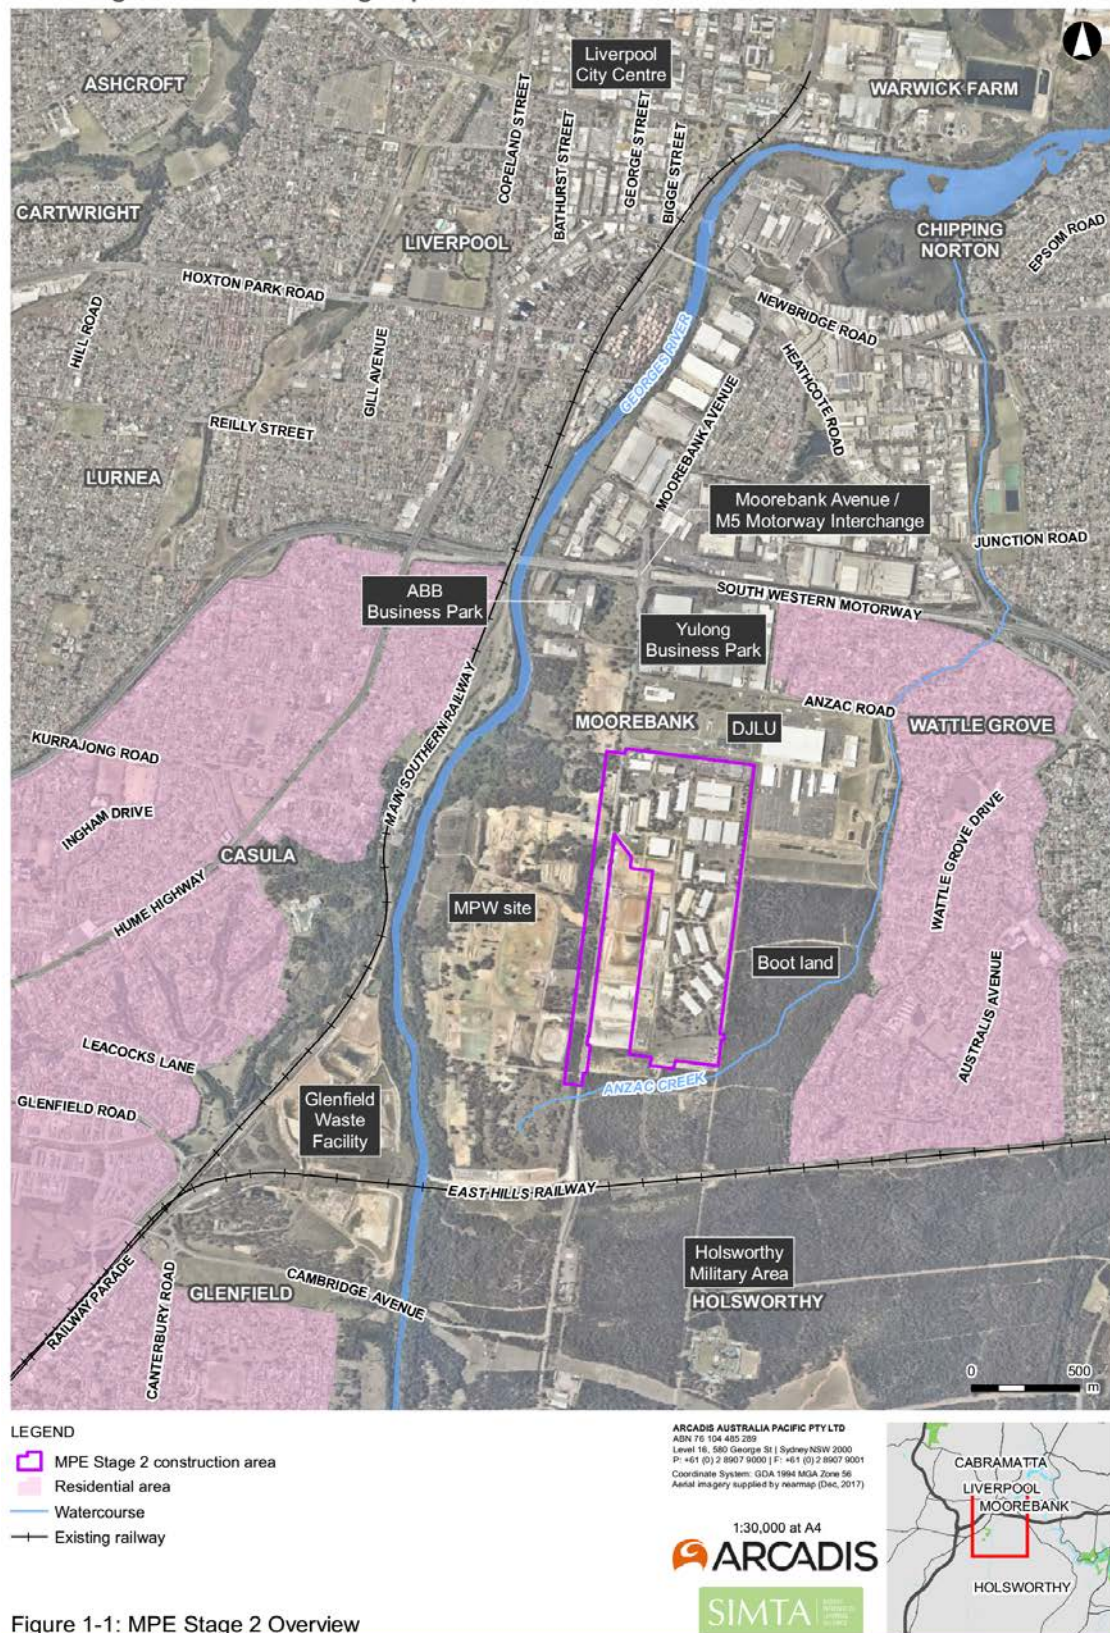 Liverpool
City Centre
ASHCROFT
WARWICK FARM
COPELAND STREET
BATHURST STREET
GEORGE STREET
BIGGE STREET
CARTWRIGHT
LIVERPOOL
CHIPPING
NORTON
EPSOM ROAD
HOXTON PARK ROAD
HILL ROAD
GILL AVENUE
NEWBRIDGE ROAD
GEORGES RIVER
HEATHCOTE ROAD
MOOREBANK AVENUE
REILLY STREET
LURNEA
Moorebank Avenue /
M5 Motorway Interchange
JUNCTION ROAD
ABB
Business Park
SOUTH WESTERN MOTORWAY
Yulong
Business Park
MAIN SOUTHERN RAILWAY
ANZAC ROAD
MOOREBANK
DJLU
WATTLE GROVE
KURRAJONG ROAD
INGHAM DRIVE
CASULA
WATTLE GROVE DRIVE
HUME HIGHWAY
MPW site
Boot land
AUSTRALIS AVENUE
LEACOCKS LANE
GLENFIELD ROAD
Glenfield
Waste
Facility
ANZAC CREEK
EAST HILLS RAILWAY
Holsworthy
Military Area
HOLSWORTHY
RAILWAY PARADE
CANTERBURY ROAD
GLENFIELD
CAMBRIDGE AVENUE
0 500
m
LEGEND
MPE Stage 2 construction area
Residential area
Watercourse
Existing railway
ARCADIS AUSTRALIA PACIFIC PTY LTD
ABN 76 104 485 289
Level 16, 580 George St | Sydney NSW 2000
P: +61 (0) 2 8907 9000 | F: +61 (0) 2 8907 9001
Coordinate System: GDA 1994 MGA Zone 56
Aerial imagery supplied by nearmap (Dec, 2017)
1:30,000 at A4
ARCADIS
SIMTA
CABRAMATTA
LIVERPOOL
MOOREBANK
HOLSWORTHY
Figure 1-1: MPE Stage 2 Overview